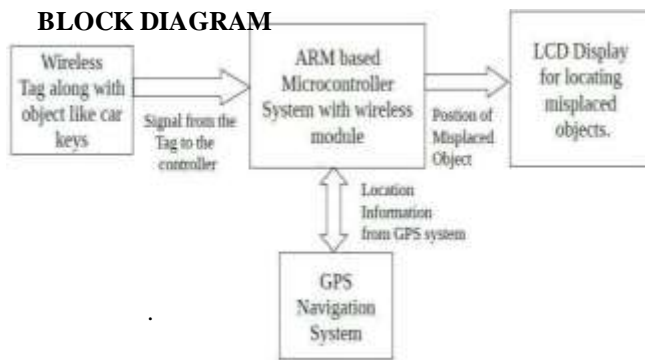 BLOCK DIAGRAM
Wireless
Tag along with
object like car
keys
Signal from the
Tag to the
controller
ARM based
Microcontroller
System with wireless
module
Postion of
Misplaced
Object
LCD Display
for locating
misplaced
objects.
Location
Information
from GPS system
GPS
Navigation
System
.